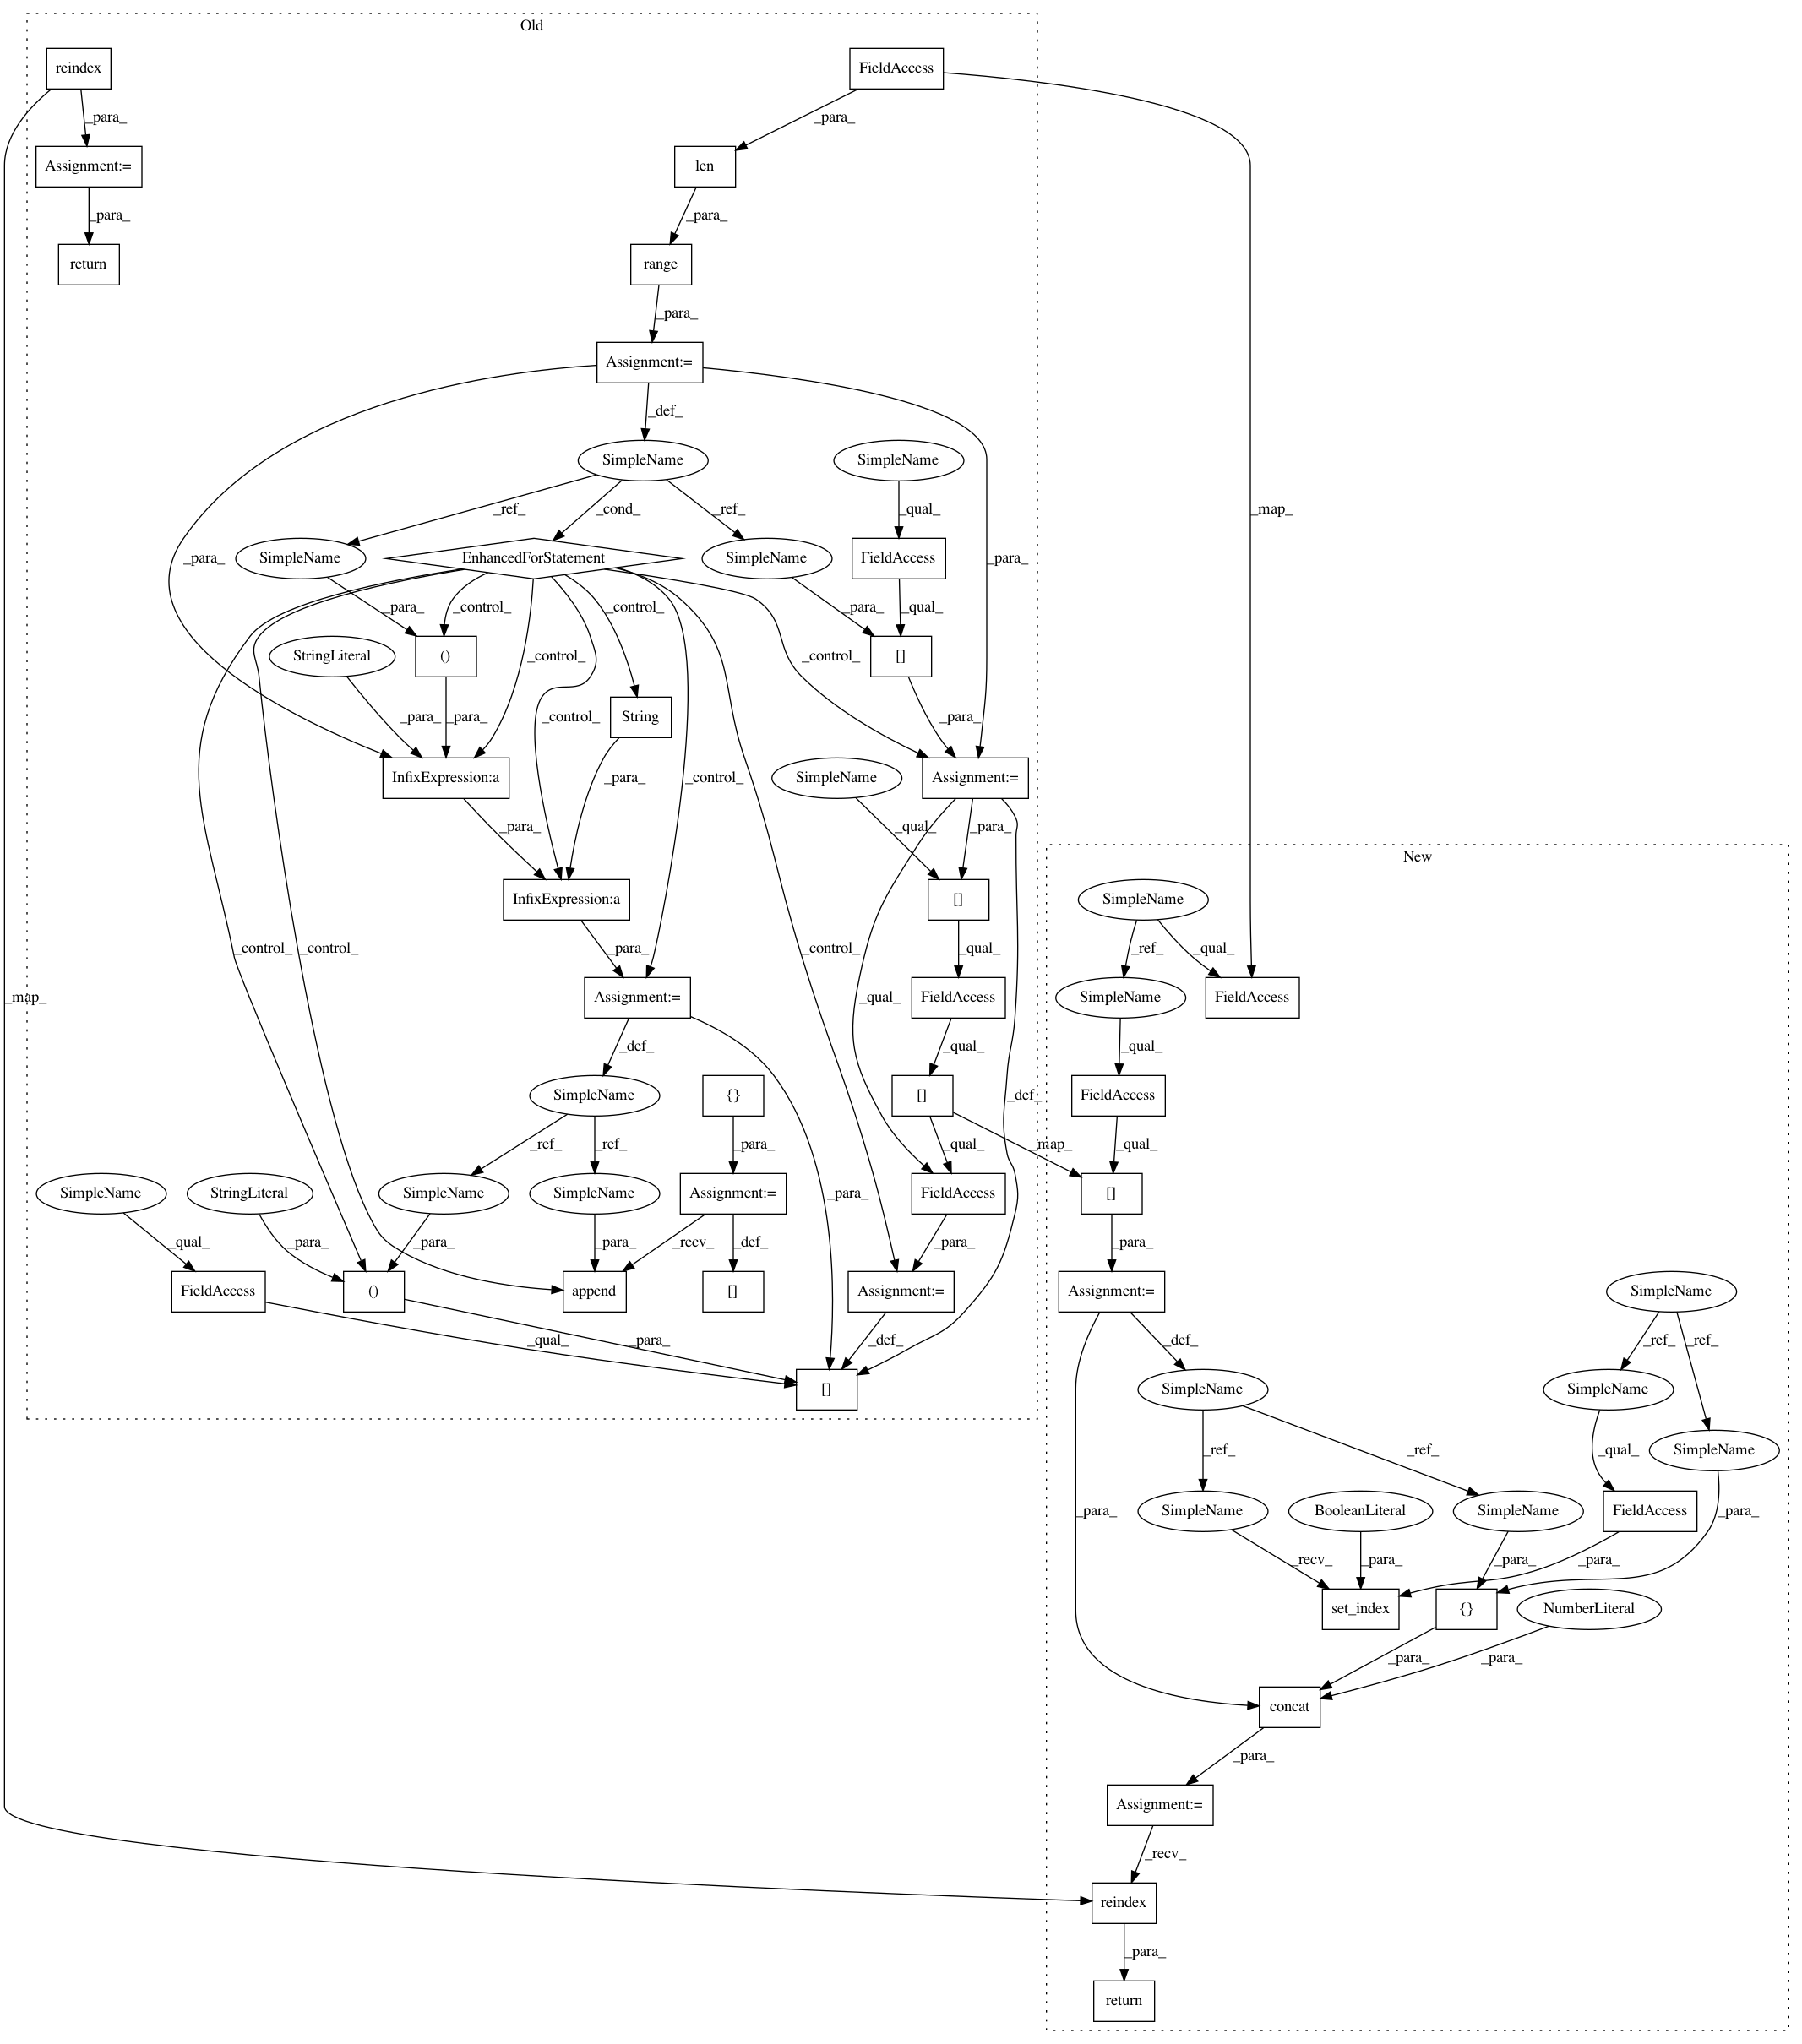 Old
reindex
FieldAccess
_para_
_para_
Assignment:=
len
_para_
_para_
return
range
_para_
Assignment:=
_def_
SimpleName
SimpleName
_ref_
_cond_
_ref_
_qual_
_map_
_para_
SimpleName
EnhancedForStatement
SimpleName
FieldAccess
_para_
_para_
_control_
_control_
_para_
_qual_
StringLiteral
()
_control_
_control_
[]
_para_
_para_
_control_
String
_control_
_para_
InfixExpression:a
_para_
SimpleName
Assignment:=
_para_
_qual_
_para_
New
InfixExpression:a
[]
SimpleName
_control_
_control_
_para_
_control_
_qual_
_ref_
_qual_
_map_
Assignment:=
_qual_
FieldAccess
SimpleName
FieldAccess
_def_
_qual_
_qual_
SimpleName
{}
[]
_def_
FieldAccess
_ref_
_ref_
_para_
_qual_
_map_
_qual_
SimpleName
StringLiteral
SimpleName
SimpleName
Assignment:=
_para_
FieldAccess
[]
_qual_
_para_
_para_
_para_
_recv_
_def_
_para_
_para_
FieldAccess
()
append
[]
Assignment:=
Assignment:=
SimpleName
_qual_
_para_
_def_
_def_
_ref_
_ref_
[]
SimpleName
SimpleName
_ref_
_ref_
_qual_
SimpleName
SimpleName
BooleanLiteral
SimpleName
FieldAccess
_para_
_para_
_recv_
_para_
_para_
_para_
set_index
{}
NumberLiteral
_para_
_para_
concat
_para_
Assignment:=
_recv_
reindex
_para_
return